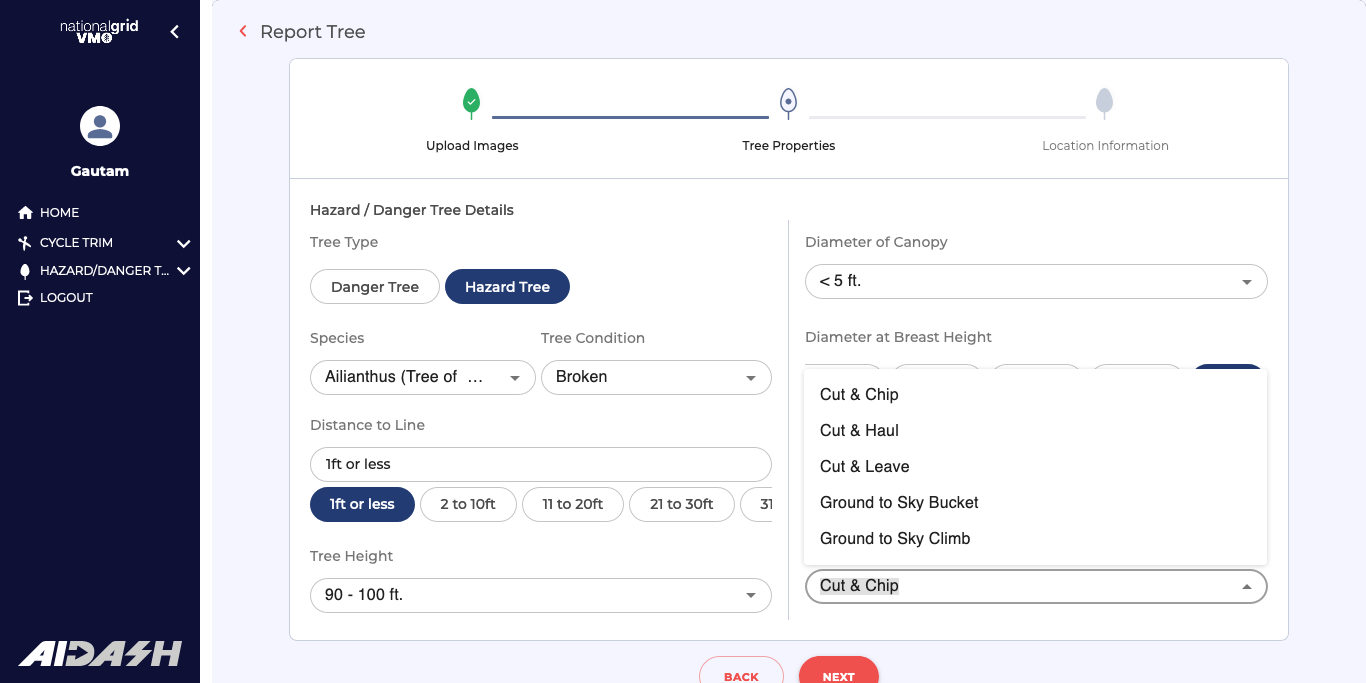 nationalgrid
VMO
Gautam
HOME
CYCLE TRIM
HAZARD/DANGER T...
LOGOUT
AIDASH
Report Tree
Upload Images
Tree Properties
Location Information
Hazard / Danger Tree Details
Tree Type
Danger Tree
Hazard Tree
Species
Tree Condition
Ailianthus (Tree of ...
Broken
Distance to Line
1ft or less
1ft or less
2 to 10ft
11 to 20ft
21 to 30ft
31
Tree Height
90 - 100 ft.
Diameter of Canopy
< 5 ft.
Diameter at Breast Height
Cut & Chip
Cut & Haul
Cut & Leave
Ground to Sky Bucket
Ground to Sky Climb
Cut & Chip
BACK
NEXT